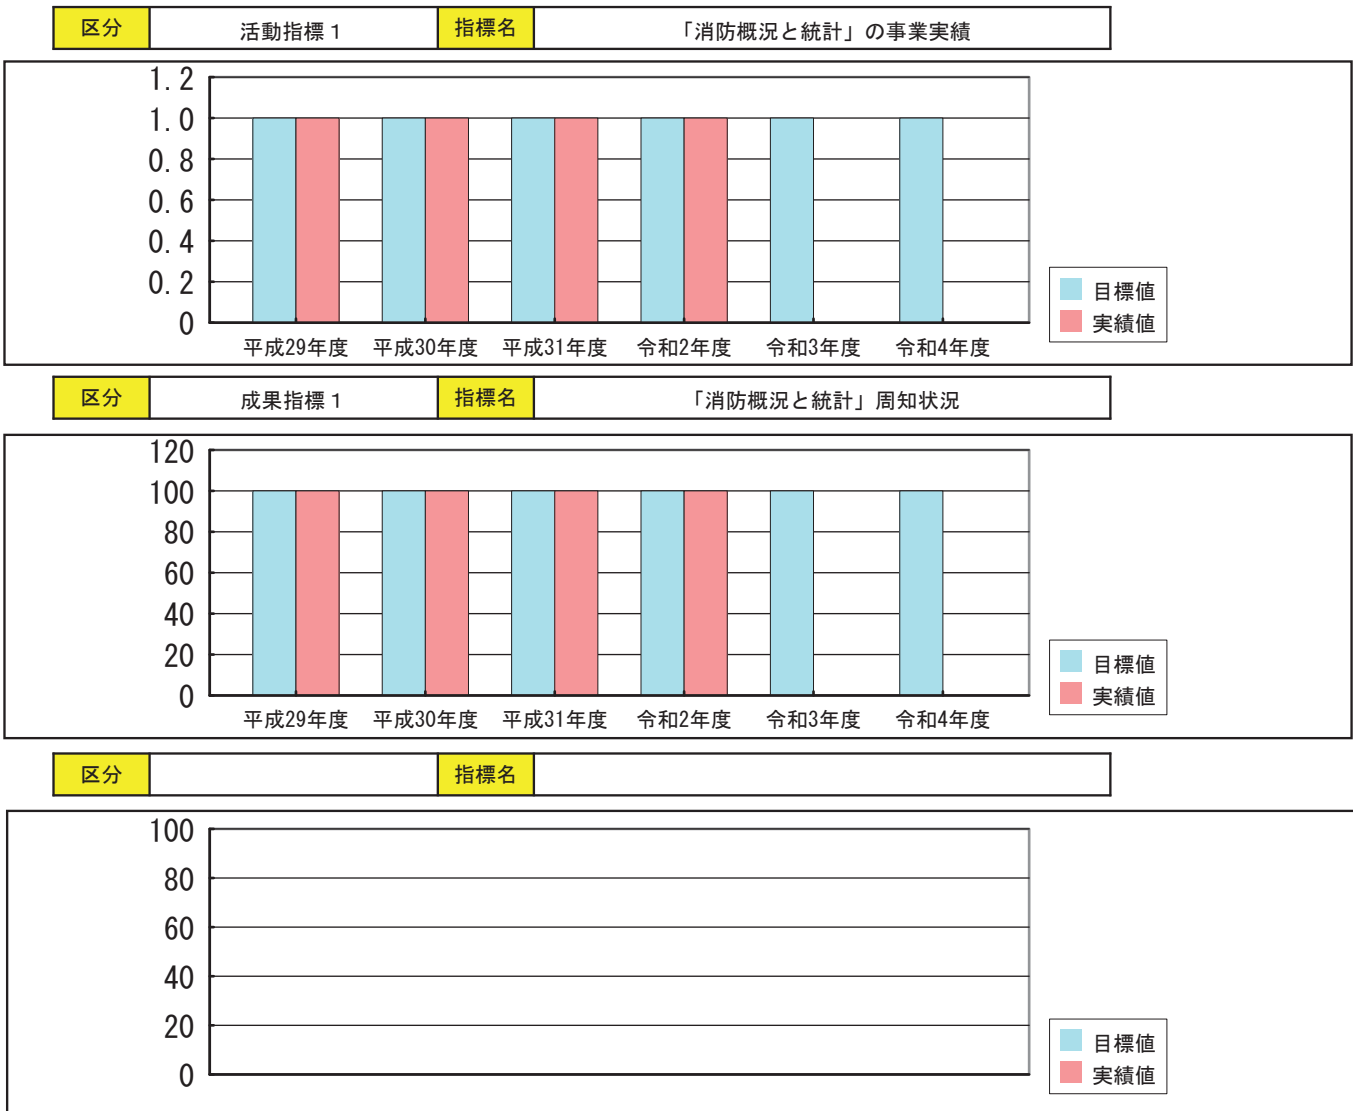 区分 活動指標1 指標名 「消防概況と統計」の事業実績
1.2
1.0
0.8
0.6
0.4
0.2
0
平成29年度 平成30年度 平成31年度 令和2年度 令和3年度 令和4年度
目標値
実績値
区分 成果指標1 指標名 「消防概況と統計」周知状況
120
100
80
60
40
20
0
平成29年度 平成30年度 平成31年度 令和2年度 令和3年度 令和4年度
目標値
実績値
区分 指標名
100
80
60
40
20
0
目標値
実績値